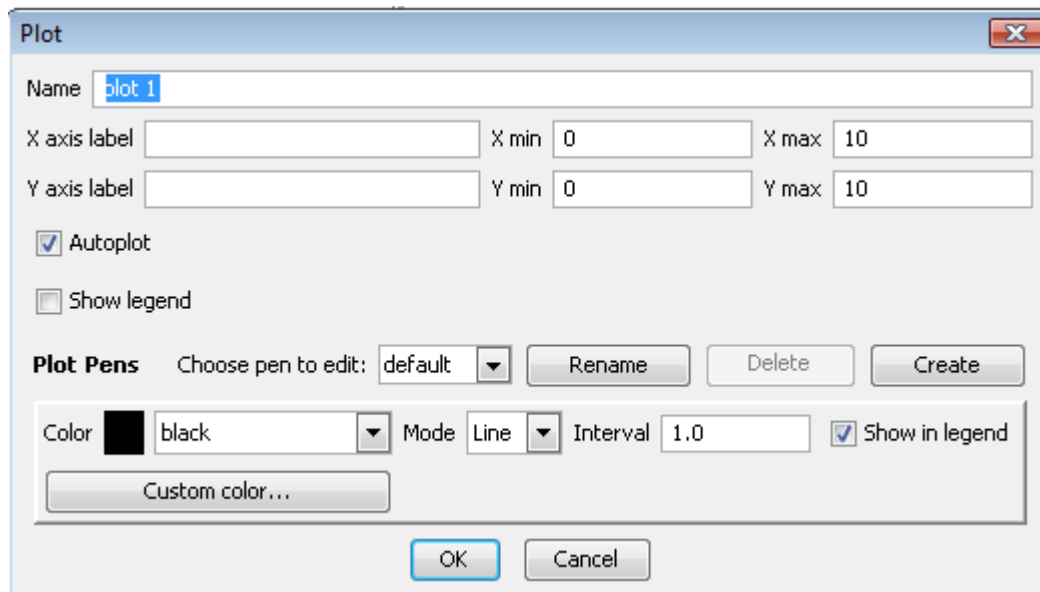 Plot
Name plot 1
X axis label X min 0 X max 10
Y axis label Y min 0 Y max 10
Autoplot
Show legend
Plot Pens Choose pen to edit: default Rename Delete Create
Color black Mode Line Interval 1.0 Show in legend
Custom color...
OK Cancel